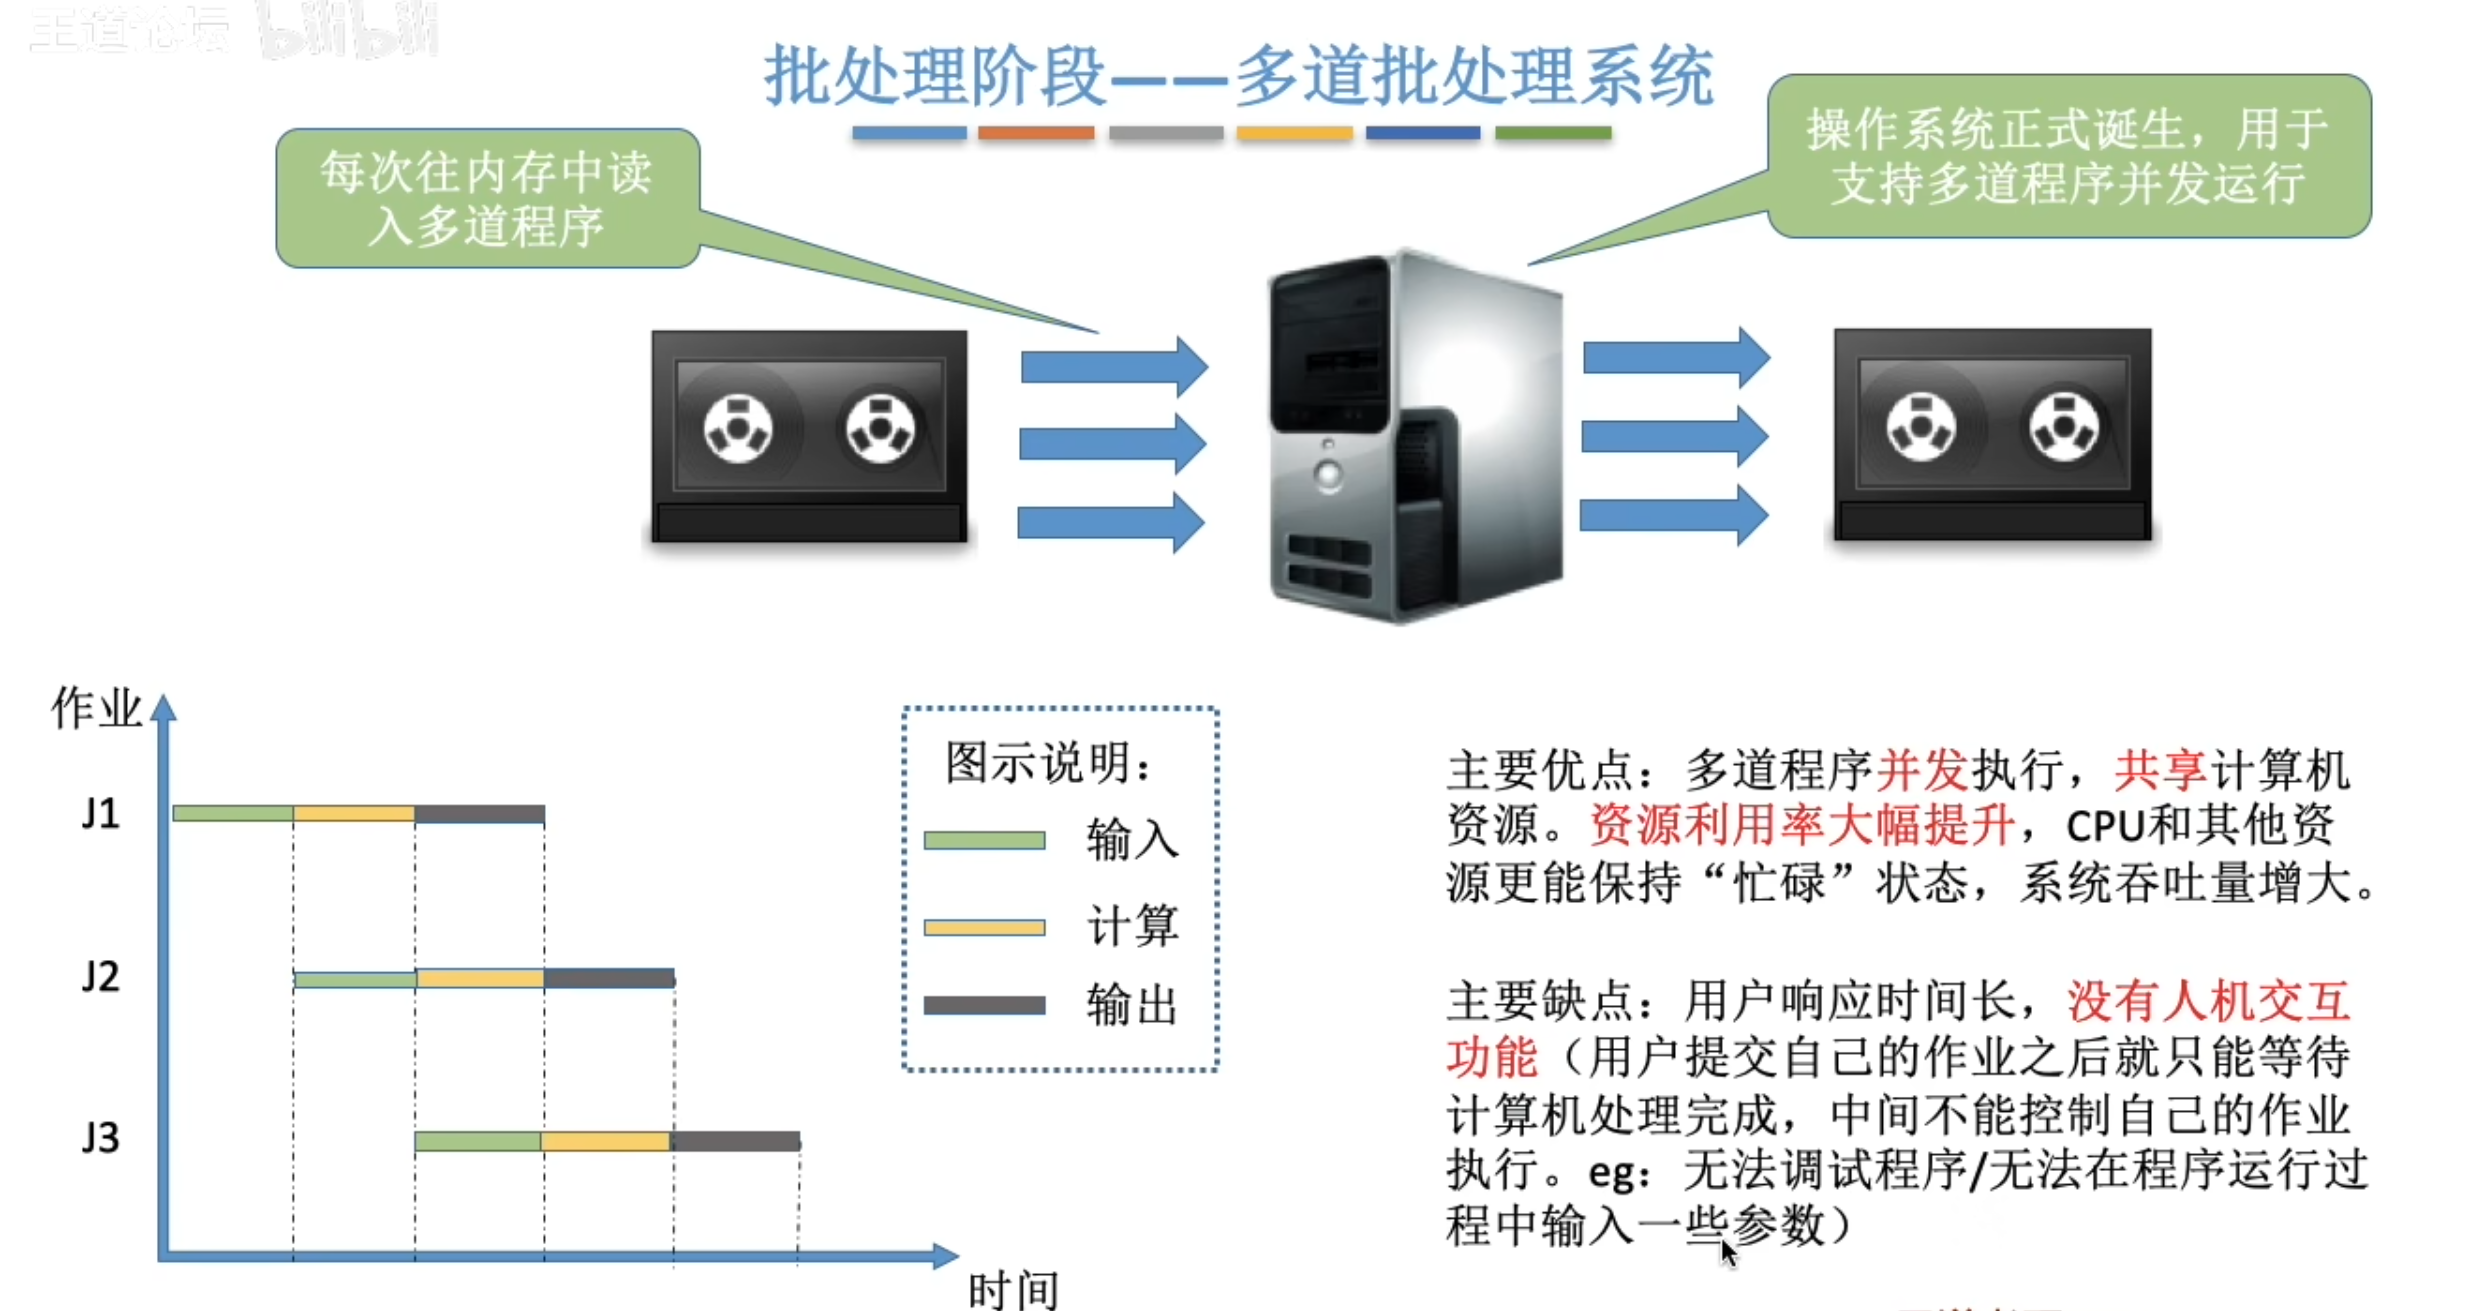 王道论坛 bilibili
批处理阶段——多道批处理系统
每次往内存中读
入多道程序
操作系统正式诞生，用于
支持多道程序并发运行
作业
J1
J2
J3
时间
图示说明：
输入
计算
输出
主要优点：多道程序并发执行，共享计算机
资源。资源利用率大幅提升，CPU和其他资
源更能保持“忙碌”状态，系统吞吐量增大。
主要缺点：用户响应时间长，没有人机交互
功能（用户提交自己的作业之后就只能等待
计算机处理完成，中间不能控制自己的作业
执行。eg：无法调试程序/无法在程序运行过
程中输入一些参数）